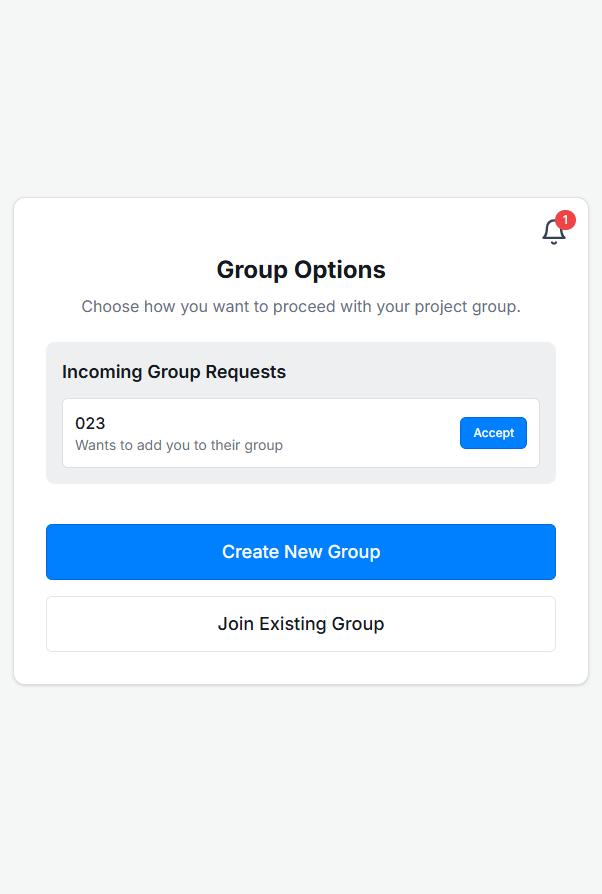 1
Group Options
Choose how you want to proceed with your project group.
Incoming Group Requests
023
Wants to add you to their group
Accept
Create New Group
Join Existing Group